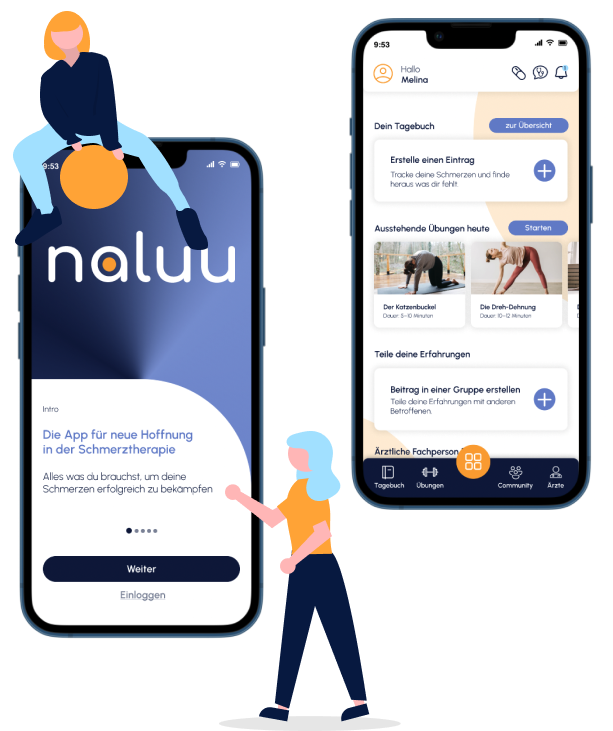 9:53
naluu
Intro
Die App für neue Hoffnung
in der Schmerztherapie
Alles was du brauchst, um deine
Schmerzen erfolgreich zu bekämpfen
Weiter
Einloggen
9:53
Hallo
Melina
Dein Tagebuch
zur Übersicht
Erstelle einen Eintrag
Tracke deine Schmerzen und finde
heraus was dir fehlt.
Ausstehende Übungen heute
Starten
Der Katzenbuckel
Dauer: 5-10 Minuten
Die Dreh-Dehnung
Dauer: 10-12 Minuten
Teile deine Erfahrungen
Beitrag in einer Gruppe erstellen
Teile deine Erfahrungen mit anderen
Betroffenen.
Ärztliche Fachperson
Tagebuch
Übungen
Community
Ärzte